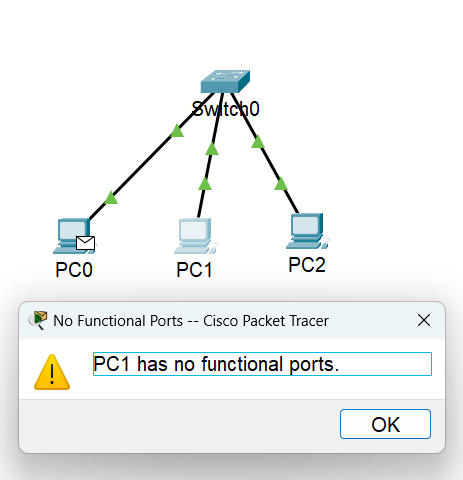 Switch0
PC0
PC1
PC2
No Functional Ports -- Cisco Packet Tracer
PC1 has no functional ports.
OK